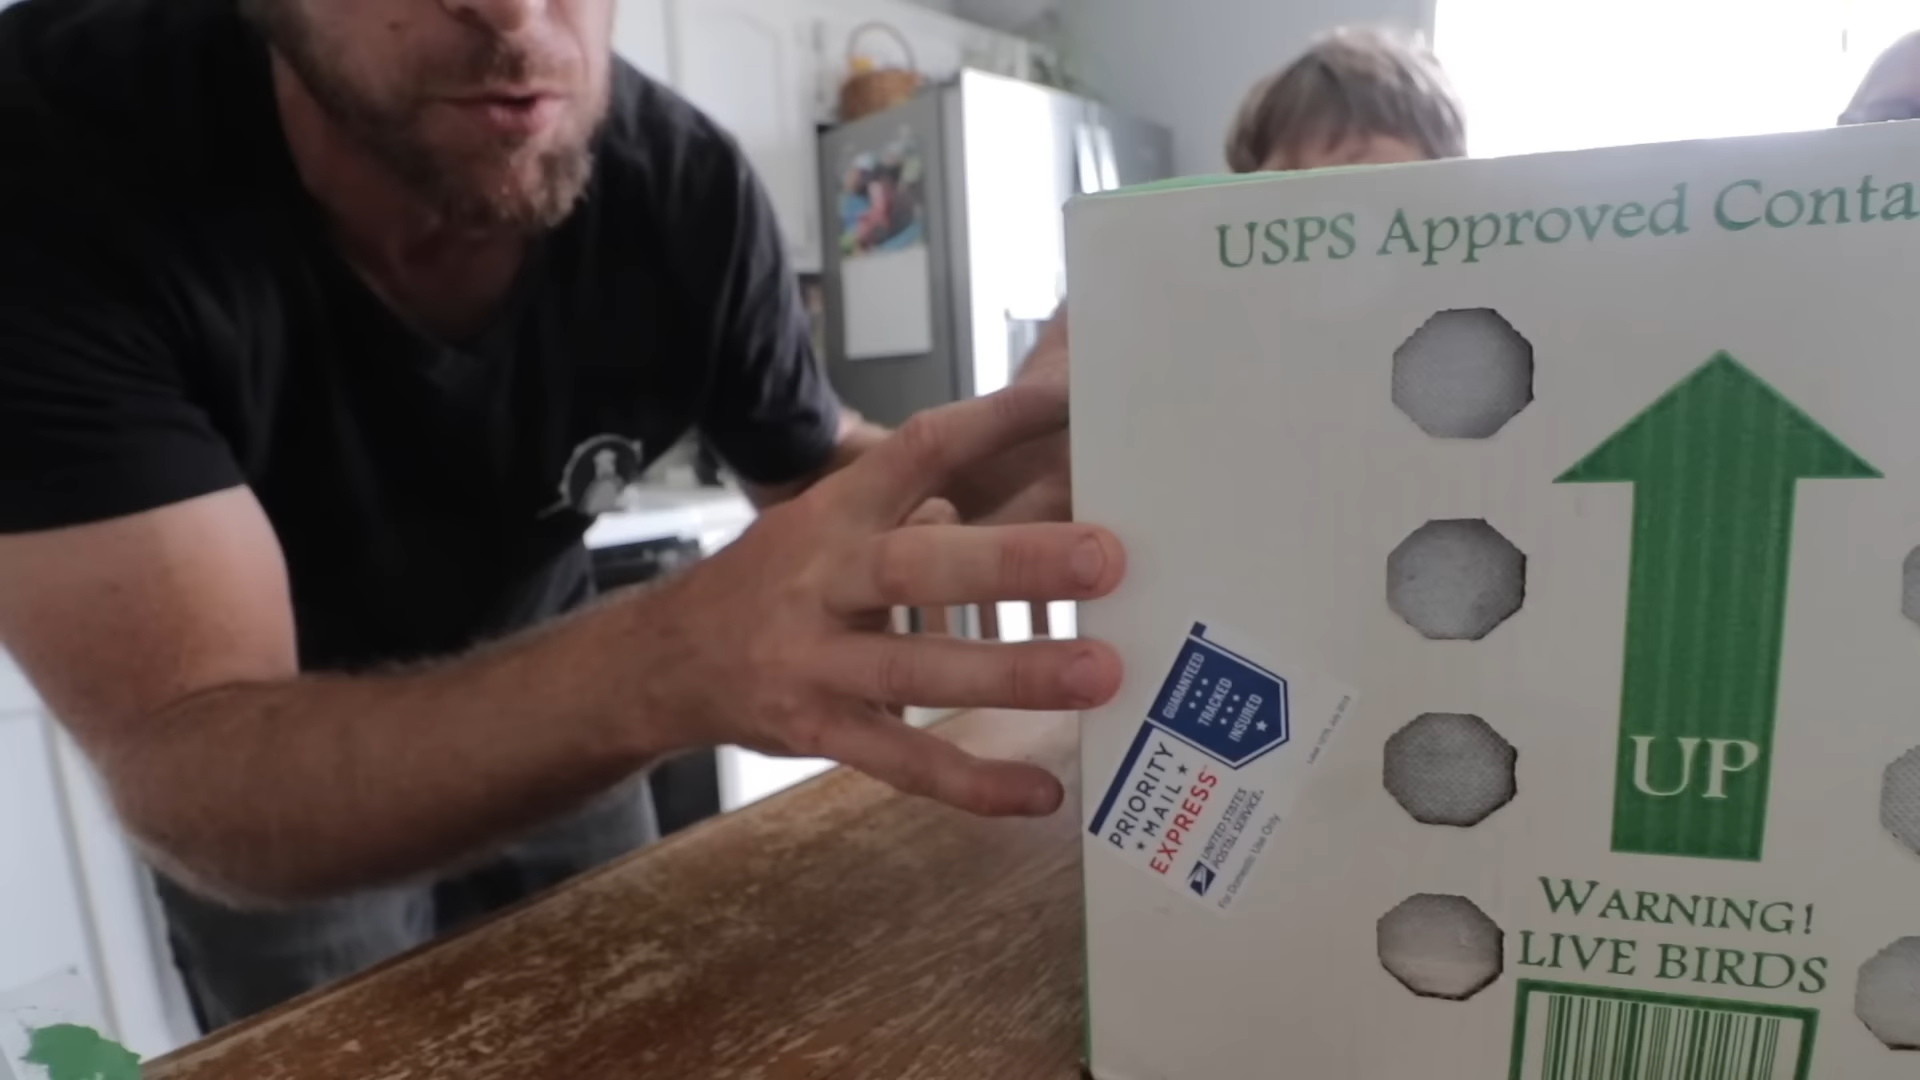 USPS Approved Conta
GUARANTEED
TRACKED
INSURED
PRIORITY
MAIL
EXPRESS
UNITED STATES
POSTAL SERVICE.
For Domestic Use Only
UP
WARNING!
LIVE BIRDS